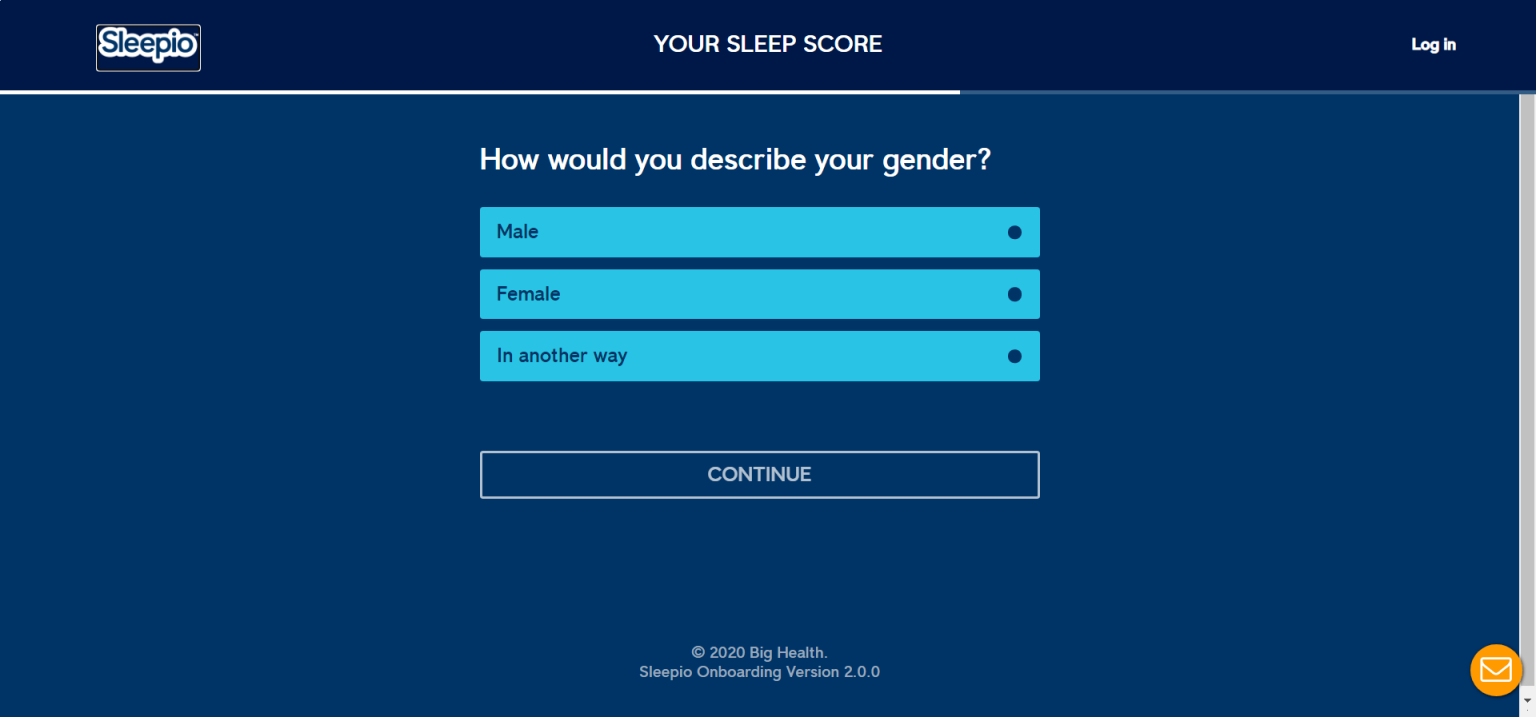 Sleepio™
YOUR SLEEP SCORE
Log in
How would you describe your gender?
Male
Female
In another way
CONTINUE
© 2020 Big Health.
Sleepio Onboarding Version 2.0.0